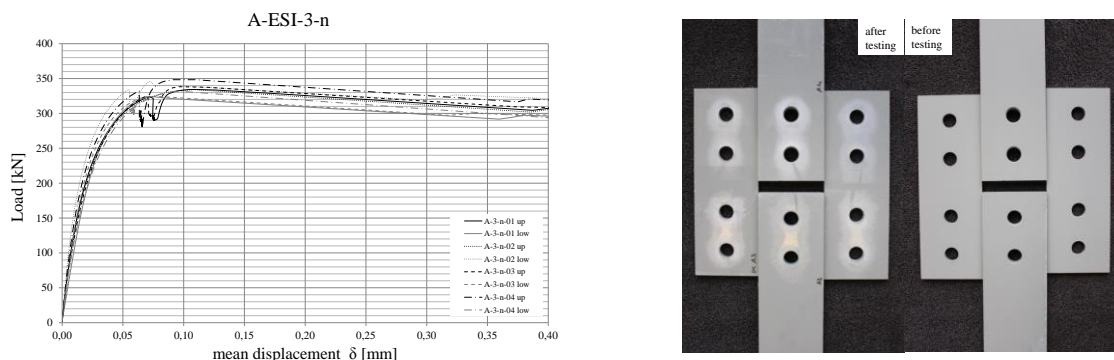 A-ESI-3-n
400
350
300
250
200
150
100
50
0
Load [kN]
A-3-n-01 up
A-3-n-01 low
A-3-n-02 up
A-3-n-02 low
A-3-n-03 up
A-3-n-03 low
A-3-n-04 up
A-3-n-04 low
0,00 0,05 0,10 0,15 0,20 0,25 0,30 0,35 0,40
mean displacement δ [mm]
after
testing
before
testing